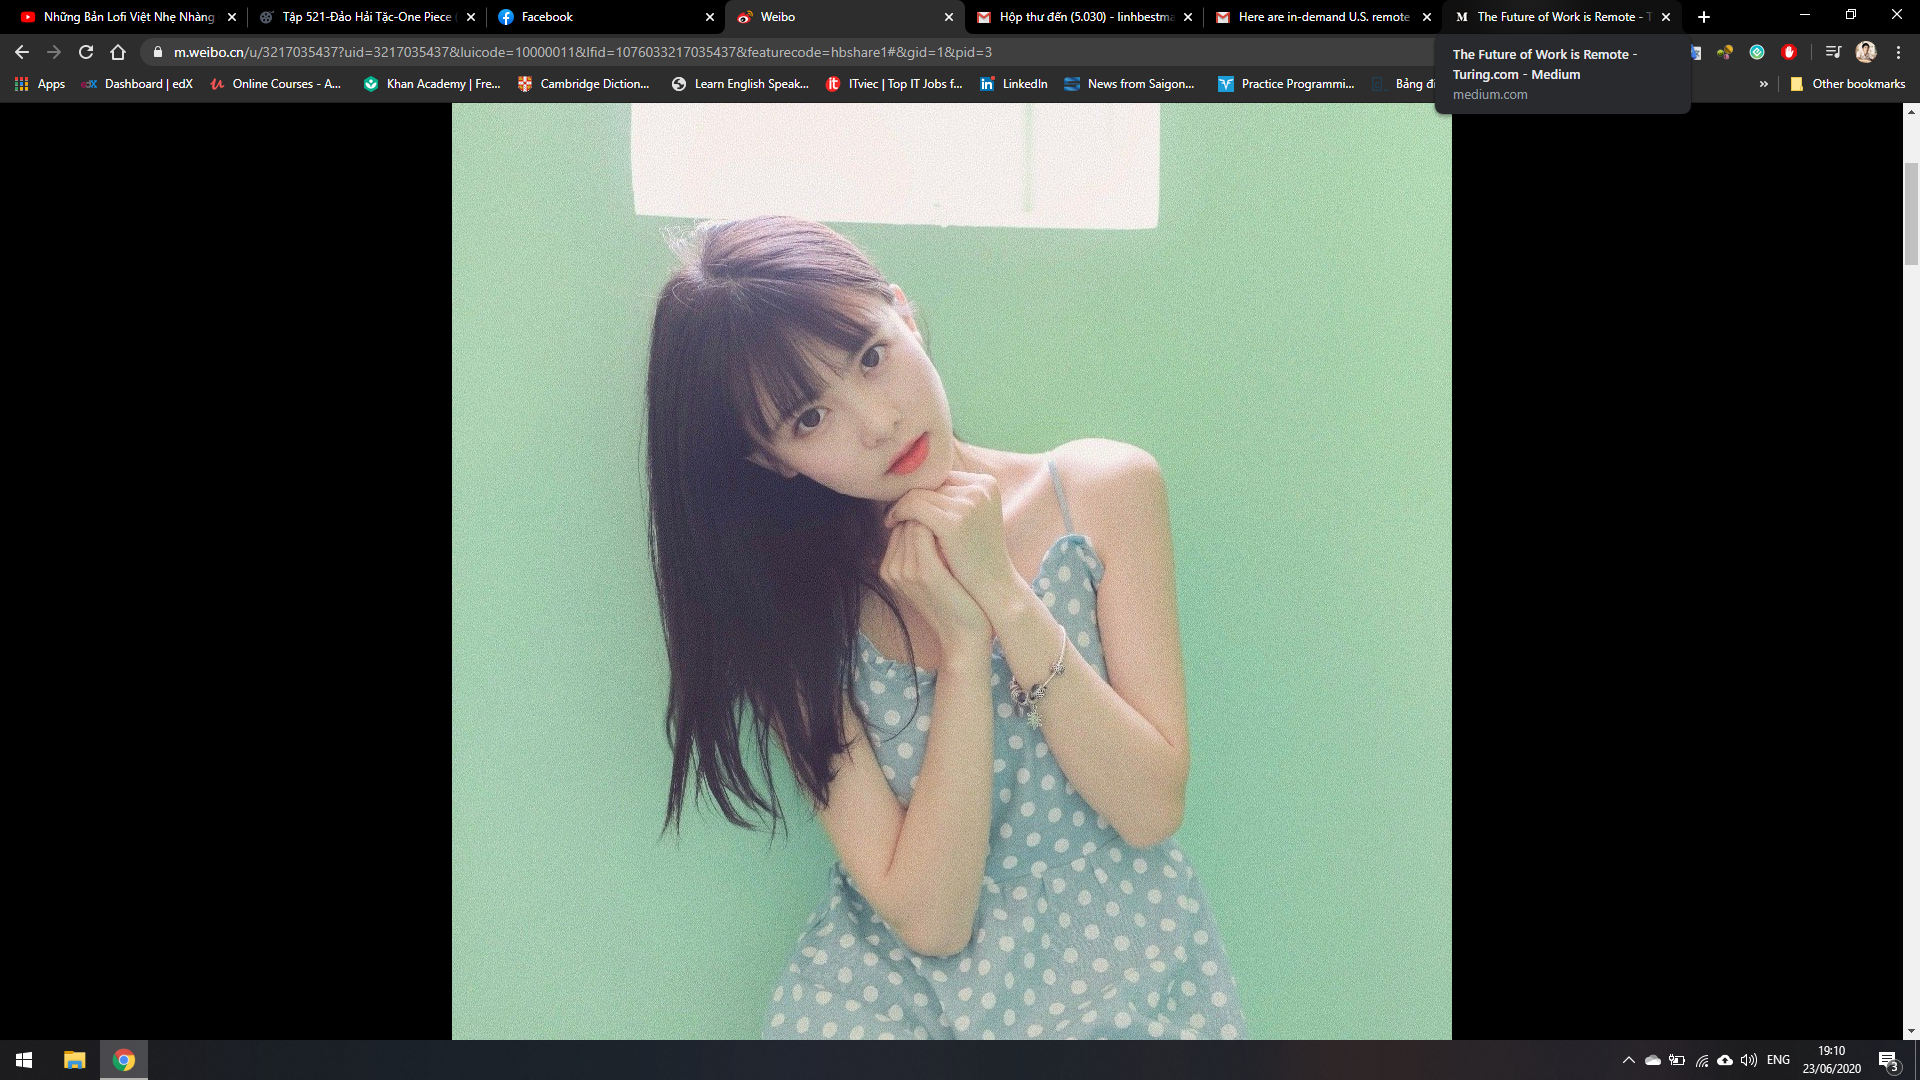 Những Bản Lofi Việt Nhẹ Nhàng
Tập 521-Đảo Hải Tặc-One Piece
Facebook
Weibo
Hộp thư đến (5.030) - linhbestma
Here are in-demand U.S. remote
M The Future of Work is Remote - T
m.weibo.cn/u/3217035437?uid=3217035437&luicode=10000011&lfid=1076033217035437&featurecode=hbshare1#&gid=1&pid=3
The Future of Work is Remote -
Turing.com - Medium
medium.com
Apps
edX Dashboard | edX
Online Courses - A...
Khan Academy | Fre...
Cambridge Diction...
Learn English Speak...
it ITviec | Top IT Jobs f...
in LinkedIn
News from Saigon...
Practice Programmi...
Bảng đi
»
Other bookmarks
ENG
19:10
23/06/2020
3